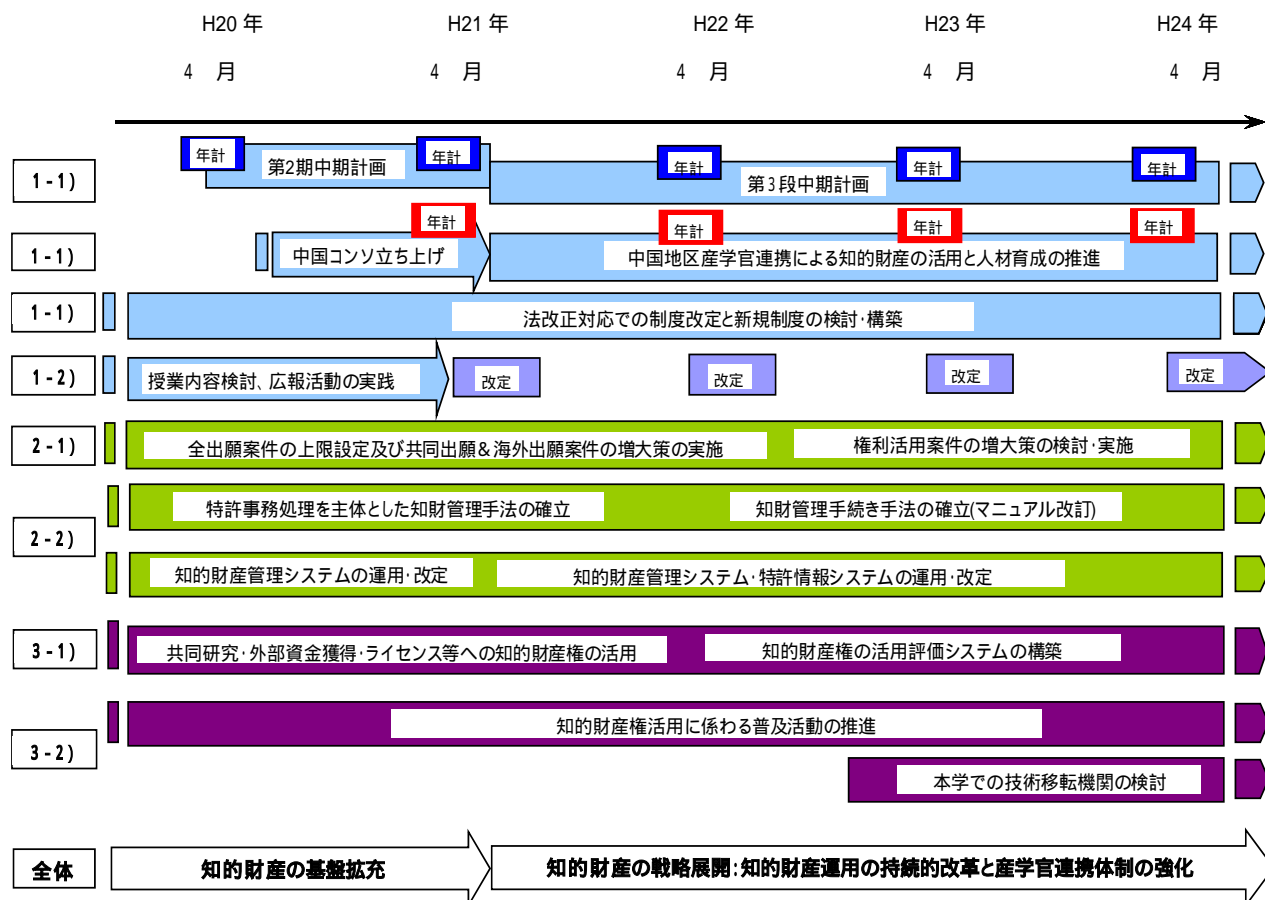 H20 年 H21 年 H22 年 H23 年 H24 年
4 月 4 月 4 月 4 月 4 月
1-1) 年計 第2期中期計画 年計 年計 第3段中期計画 年計 年計
1-1) 中国コンソ立ち上げ 年計 年計 年計 年計
中国地区産学官連携による知的財産の活用と人材育成の推進
1-1) 法改正対応での制度改定と新規制度の検討・構築
1-2) 授業内容検討、広報活動の実践 改定 改定 改定 改定
2-1) 全出願案件の上限設定及び共同出願&海外出願案件の増大策の実施 権利活用案件の増大策の検討・実施
2-2) 特許事務処理を主体とした知財管理手法の確立 知財管理手続き手法の確立(マニュアル改訂)
知的財産管理システムの運用・改定 知的財産管理システム・特許情報システムの運用・改定
3-1) 共同研究・外部資金獲得・ライセンス等への知的財産権の活用 知的財産権の活用評価システムの構築
3-2) 知的財産権活用に係わる普及活動の推進
本学での技術移転機関の検討
全体 知的財産の基盤拡充 知的財産の戦略展開:知的財産運用の持続的改革と産学官連携体制の強化